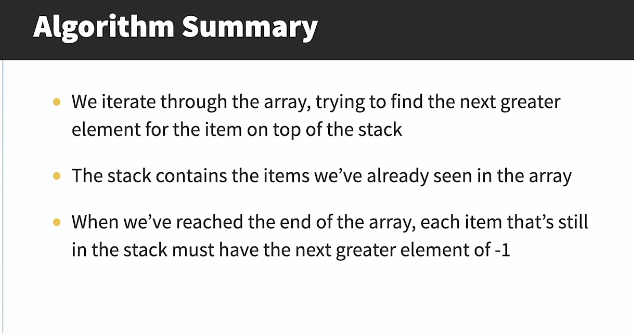 Algorithm Summary
We iterate through the array, trying to find the next greater
element for the item on top of the stack
The stack contains the items we’ve already seen in the array
When we’ve reached the end of the array, each item that’s still
in the stack must have the next greater element of -1